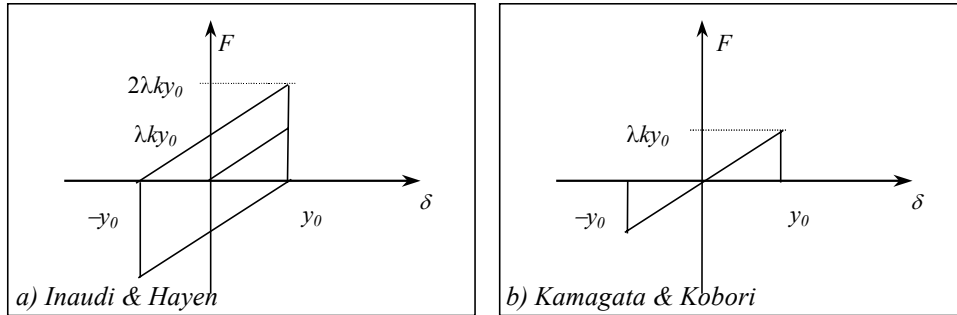 F
2λky0
λky0
−y0
y0
δ
a) Inaudi & Hayen
F
λky0
−y0
y0
δ
b) Kamagata & Kobori